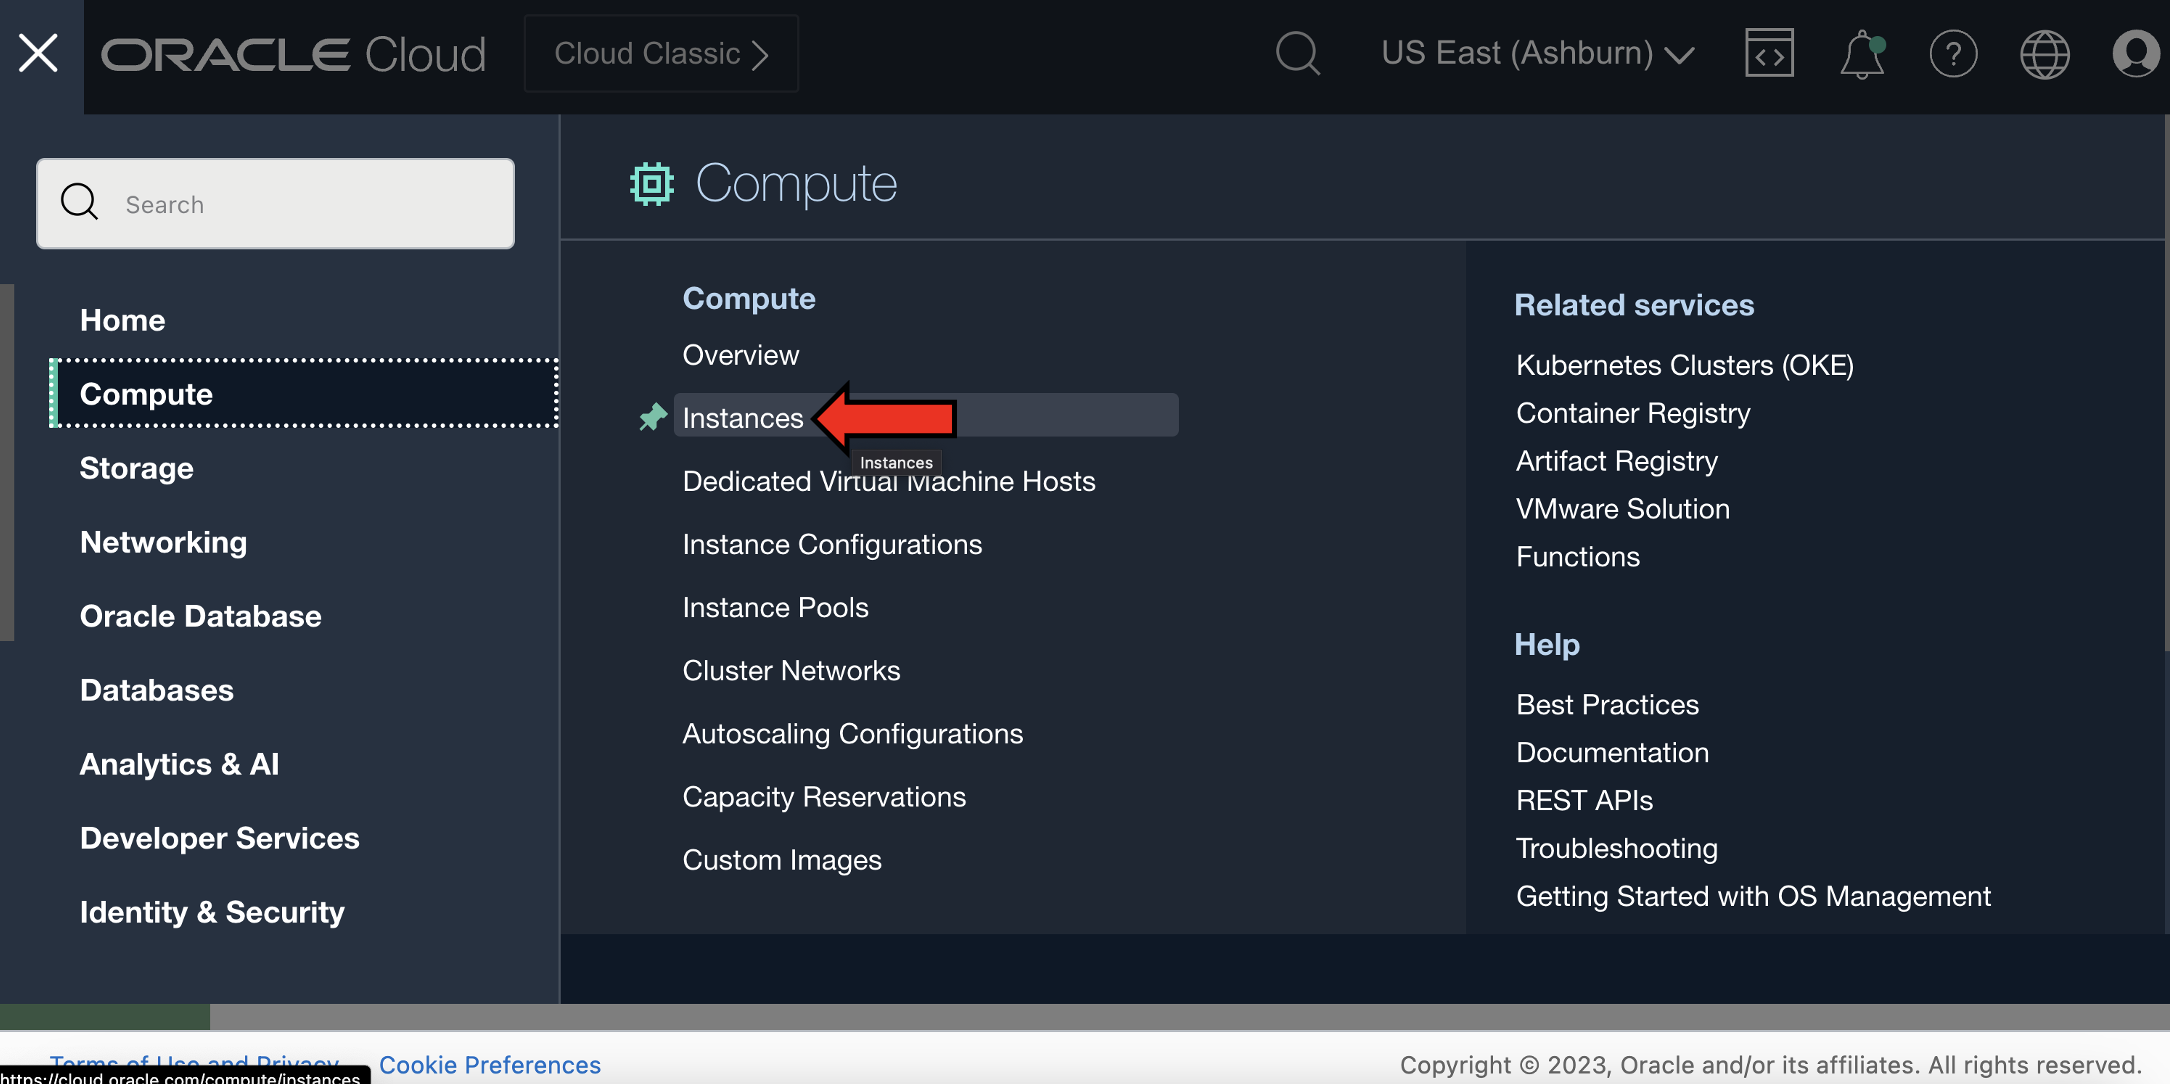 ORACLE Cloud
Cloud Classic
US East (Ashburn)
Search
Home
Compute
Storage
Networking
Oracle Database
Databases
Analytics & AI
Developer Services
Identity & Security
Compute
Compute
Overview
Instances
Instances
Dedicated Virtual Machine Hosts
Instance Configurations
Instance Pools
Cluster Networks
Autoscaling Configurations
Capacity Reservations
Custom Images
Related services
Kubernetes Clusters (OKE)
Container Registry
Artifact Registry
VMware Solution
Functions
Help
Best Practices
Documentation
REST APIs
Troubleshooting
Getting Started with OS Management
Terms of Use and Privacy
Cookie Preferences
Copyright © 2023, Oracle and/or its affiliates. All rights reserved.
https://cloud.oracle.com/compute/instances